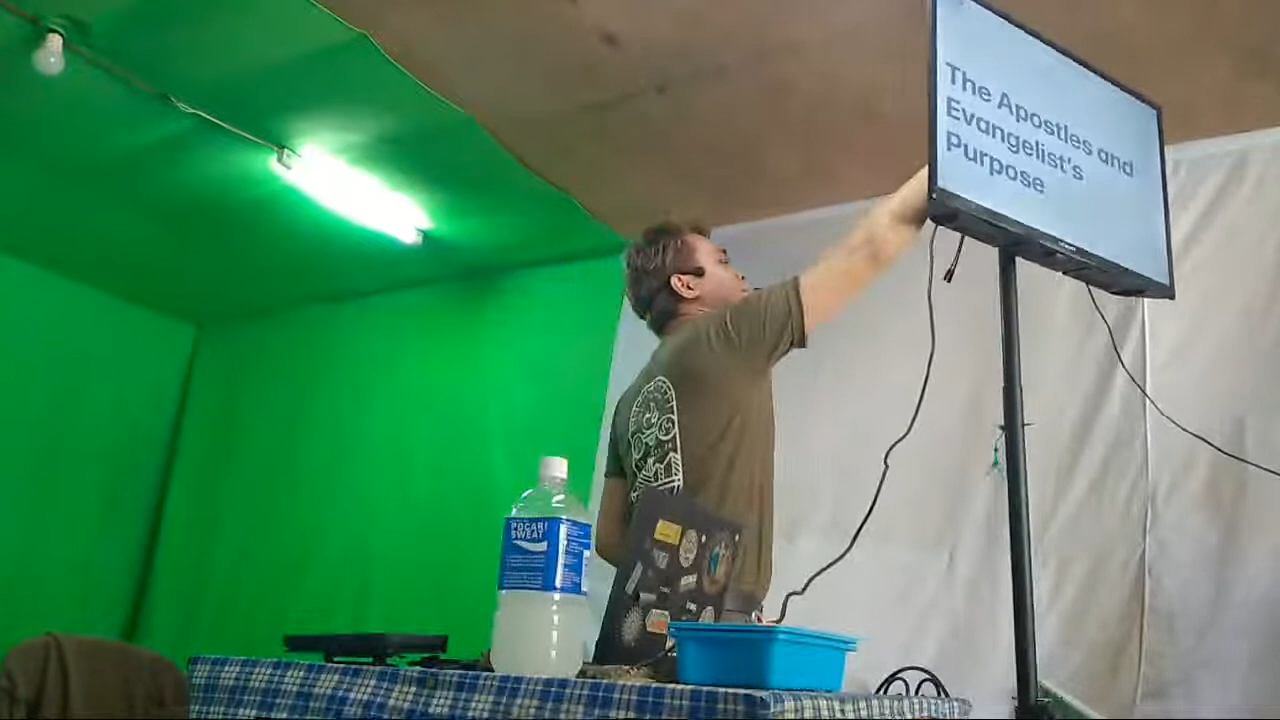 The Apostles and
Evangelist's
Purpose
POCARI
SWEAT